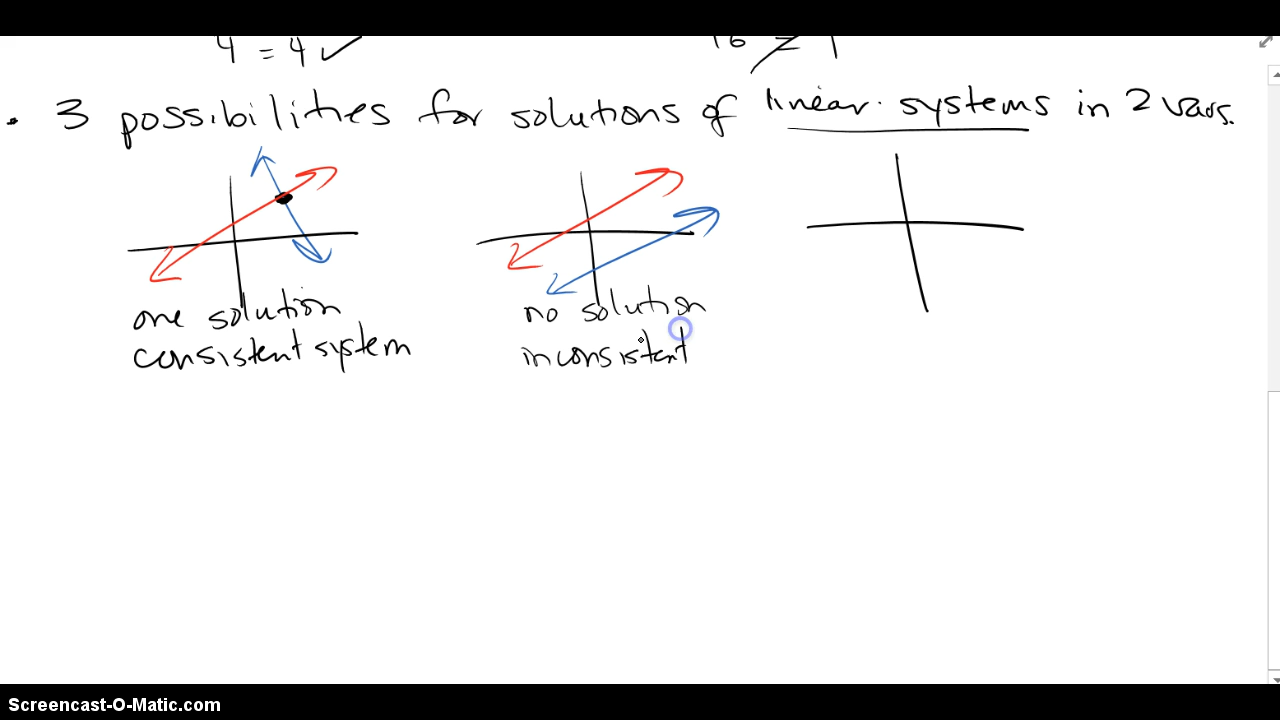 4 = 4 ✓
16 ≠ 1
• 3 possibilities for solutions of linear systems in 2 vars.
one solution
consistent system
no solution
inconsistent
Screencast-O-Matic.com